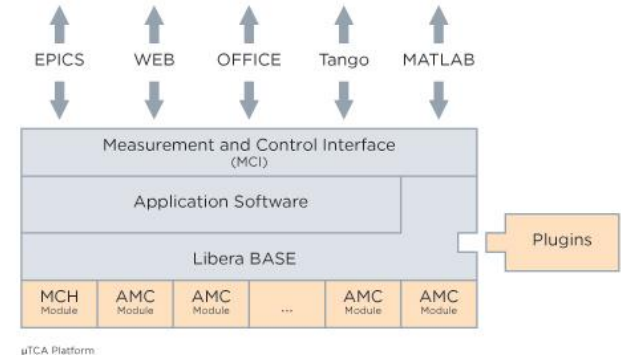 EPICS WEB OFFICE Tango MATLAB
Measurement and Control Interface
(MCI)
Application Software
Libera BASE
Plugins
MCH AMC AMC ... AMC AMC
Module Module Module Module Module
µTCA Platform